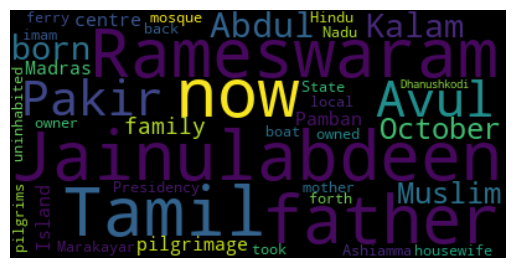 ferry centre mosque Abdul Hindu Kalam
imam born back Nadu
Rameswaram
Madras
uninhabited Pakir now State Avul Dhanushkodi
local
owner family Pamban October
boat owned
Jainulabdeen
pilgrims Island Tamil Presidency mother father Muslim
forth
Marakayar pilgrimage took Ashiamma housewife